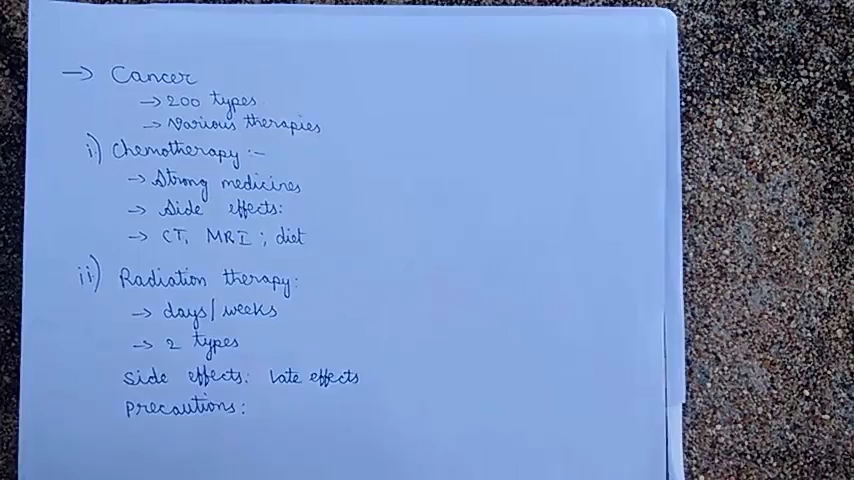 → Cancer
→ 200 types
→ Various therapies
i) Chemotherapy :-
→ Strong medicines
→ Side effects:
→ CT, MRI ; diet
ii) Radiation therapy:
→ days/weeks
→ 2 types
Side effects: Late effects
Precautions: